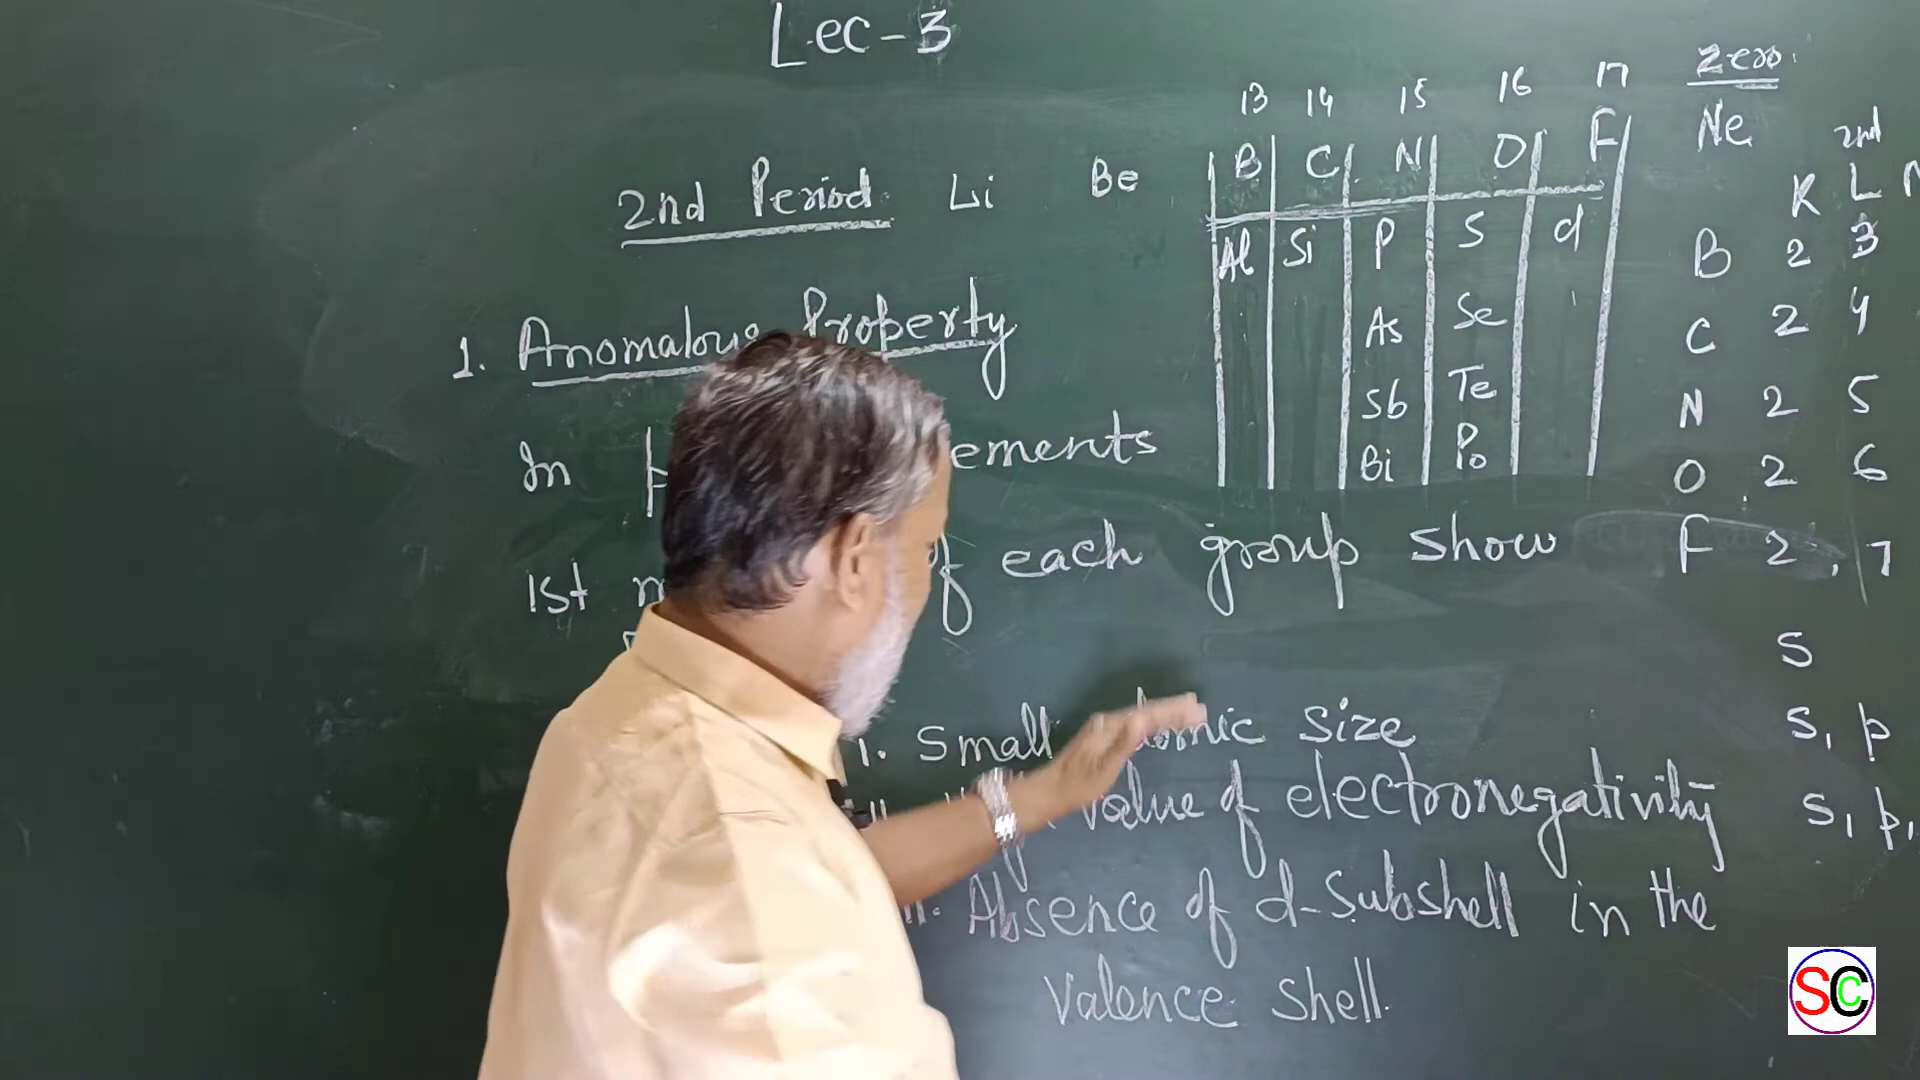 Lec-3
Zero
13 14 15 16 17
2nd Period Li Be B C N O F Ne
Al Si P S Cl
As Se
Sb Te
Bi Po
2nd
K L
B 2 3
C 2 4
N 2 5
O 2 6
F 2, 7
1. Anomalous Property
In ements
1st of each group show
S
S, p
S, p,
1. Small atomic size
value of electronegativity
Absence of d-subshell in the
Valence shell.
SC